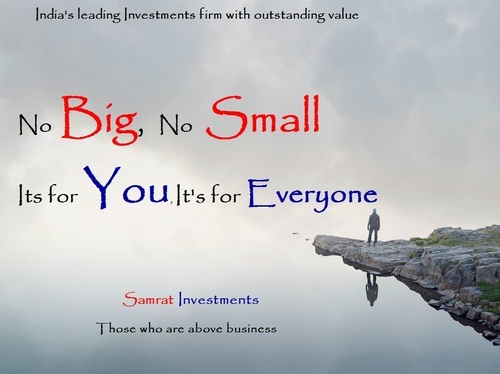 India's leading Investments firm with outstanding value
No Big, No Small
Its for You, It's for Everyone
Samrat Investments
Those who are above business